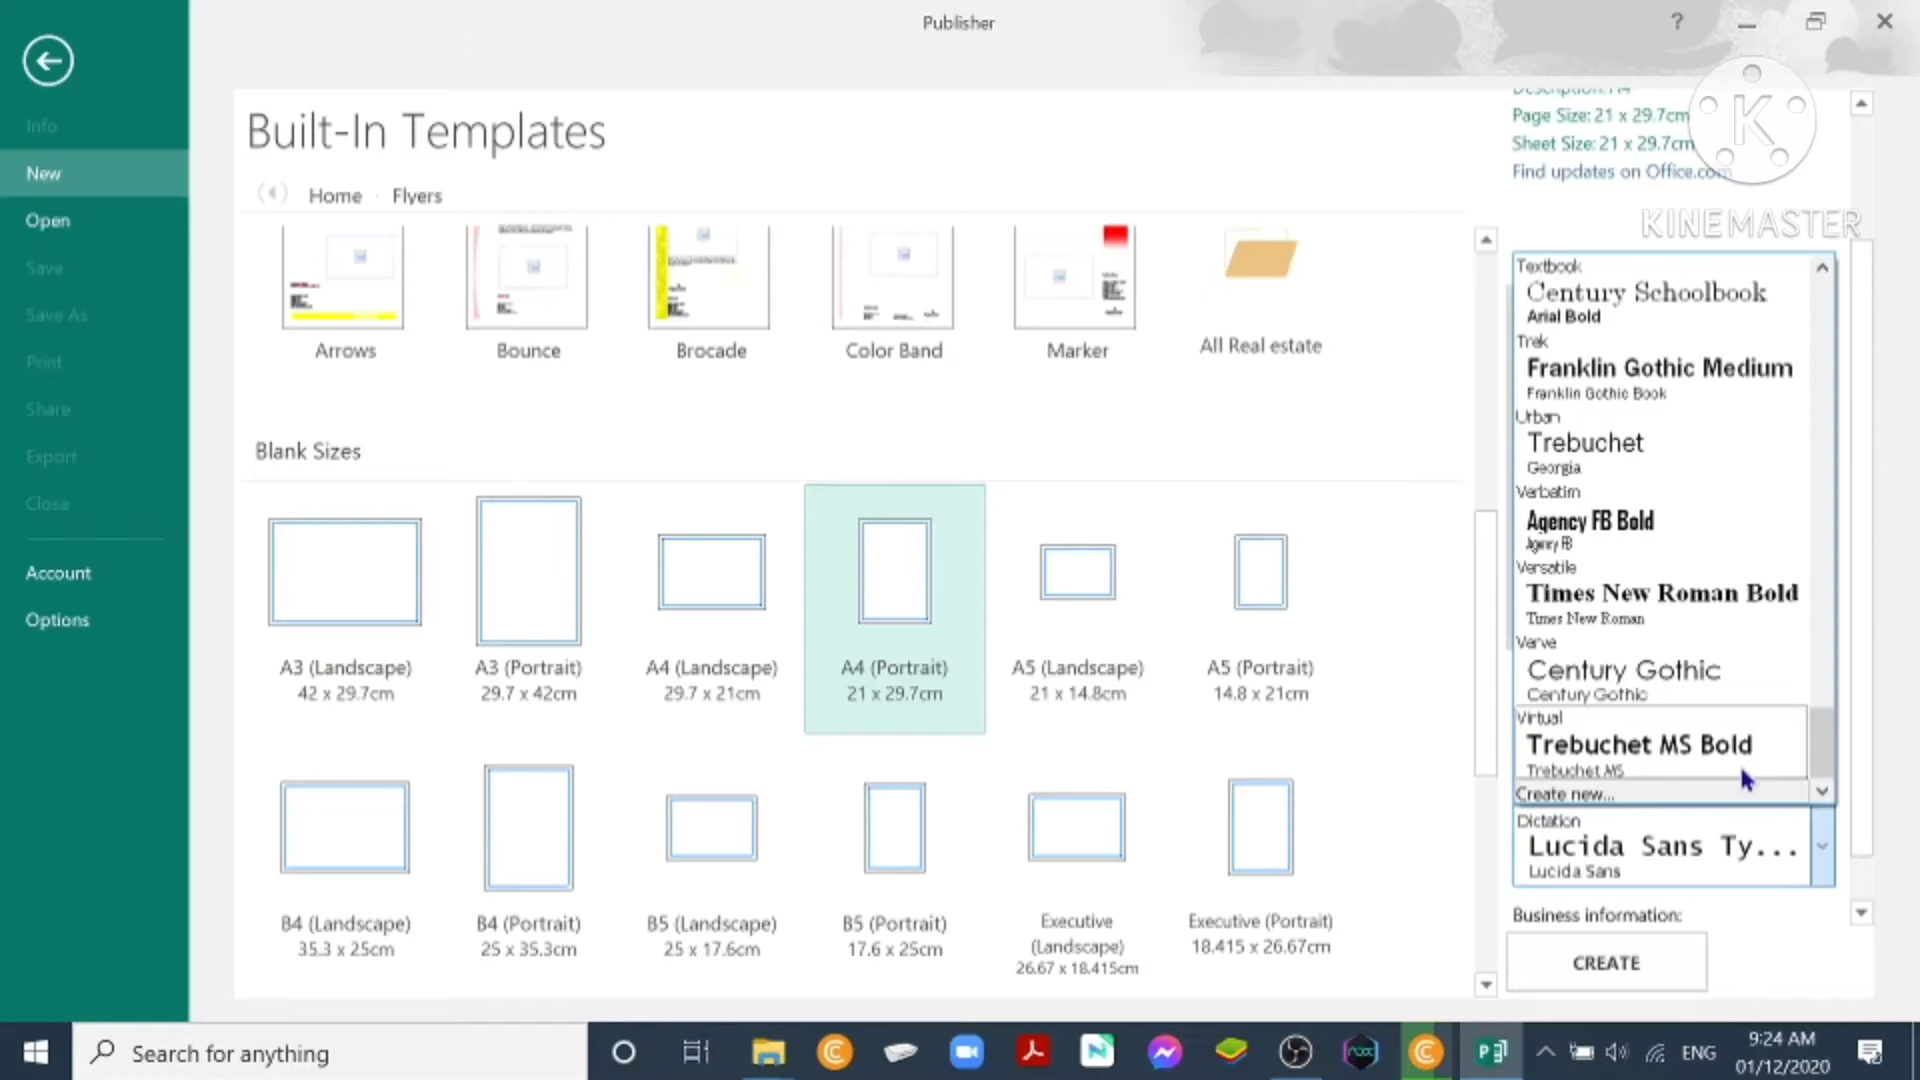 Publisher
?
Info
New
Open
Save
Save As
Print
Share
Export
Close
Account
Options
Built-In Templates
Home
Flyers
Arrows
Bounce
Brocade
Color Band
Marker
All Real estate
Blank Sizes
A3 (Landscape)
42 x 29.7cm
A3 (Portrait)
29.7 x 42cm
A4 (Landscape)
29.7 x 21cm
A4 (Portrait)
21 x 29.7cm
A5 (Landscape)
21 x 14.8cm
A5 (Portrait)
14.8 x 21cm
B4 (Landscape)
35.3 x 25cm
B4 (Portrait)
25 x 35.3cm
B5 (Landscape)
25 x 17.6cm
B5 (Portrait)
17.6 x 25cm
Executive
(Landscape)
26.67 x 18.415cm
Executive (Portrait)
18.415 x 26.67cm
Page Size: 21 x 29.7cm
Sheet Size: 21 x 29.7cm
Find updates on Office.com
K
KINEMASTER
Textbook
Century Schoolbook
Arial Bold
Trek
Franklin Gothic Medium
Franklin Gothic Book
Urban
Trebuchet
Georgia
Verbatim
Agency FB Bold
Agency FB
Versatile
Times New Roman Bold
Times New Roman
Verve
Century Gothic
Century Gothic
Virtual
Trebuchet MS Bold
Trebuchet MS
Create new...
Dictation
Lucida Sans Ty...
Lucida Sans
Business information:
CREATE
Search for anything
ENG
9:24 AM
01/12/2020